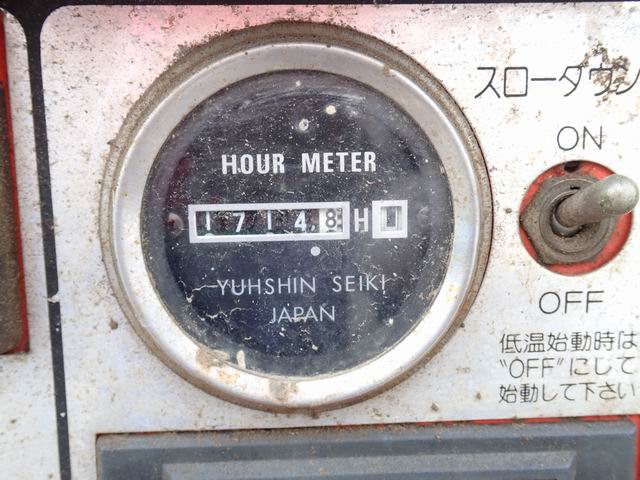 HOUR METER
17148 H
YUHSHIN SEIKI
JAPAN
スローダウン
ON
OFF
低温始動時は
"OFF"にして
始動して下さい